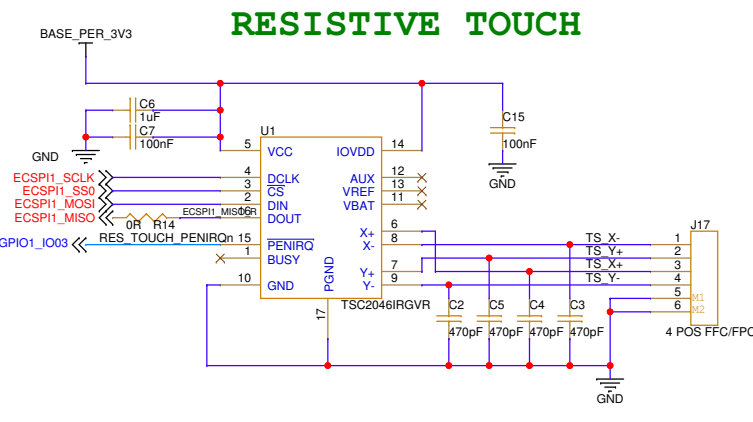 RESISTIVE TOUCH
BASE_PER_3V3
C6
1uF
C7
100nF
GND
C15
100nF
GND
U1
5 VCC IOVDD 14
ECSPI1_SCLK 4 DCLK AUX 12
ECSPI1_SS0 3 CS VREF 13
ECSPI1_MOSI 2 DIN VBAT 11
ECSPI1_MISO 0R R14 DOUT
X+ 6
GPIO1_IO03 RES_TOUCH_PENIRQn 15 PENIRQ X- 8
1 BUSY
Y+ 7
10 GND Y- 9
PGND
17
TSC2046IRGVR
TS_X- 1
TS_Y+ 2
TS_X+ 3
TS_Y- 4
5 M1
6 M2
J17
4 POS FFC/FPC
C2 C5 C4 C3
470pF 470pF 470pF 470pF
GND